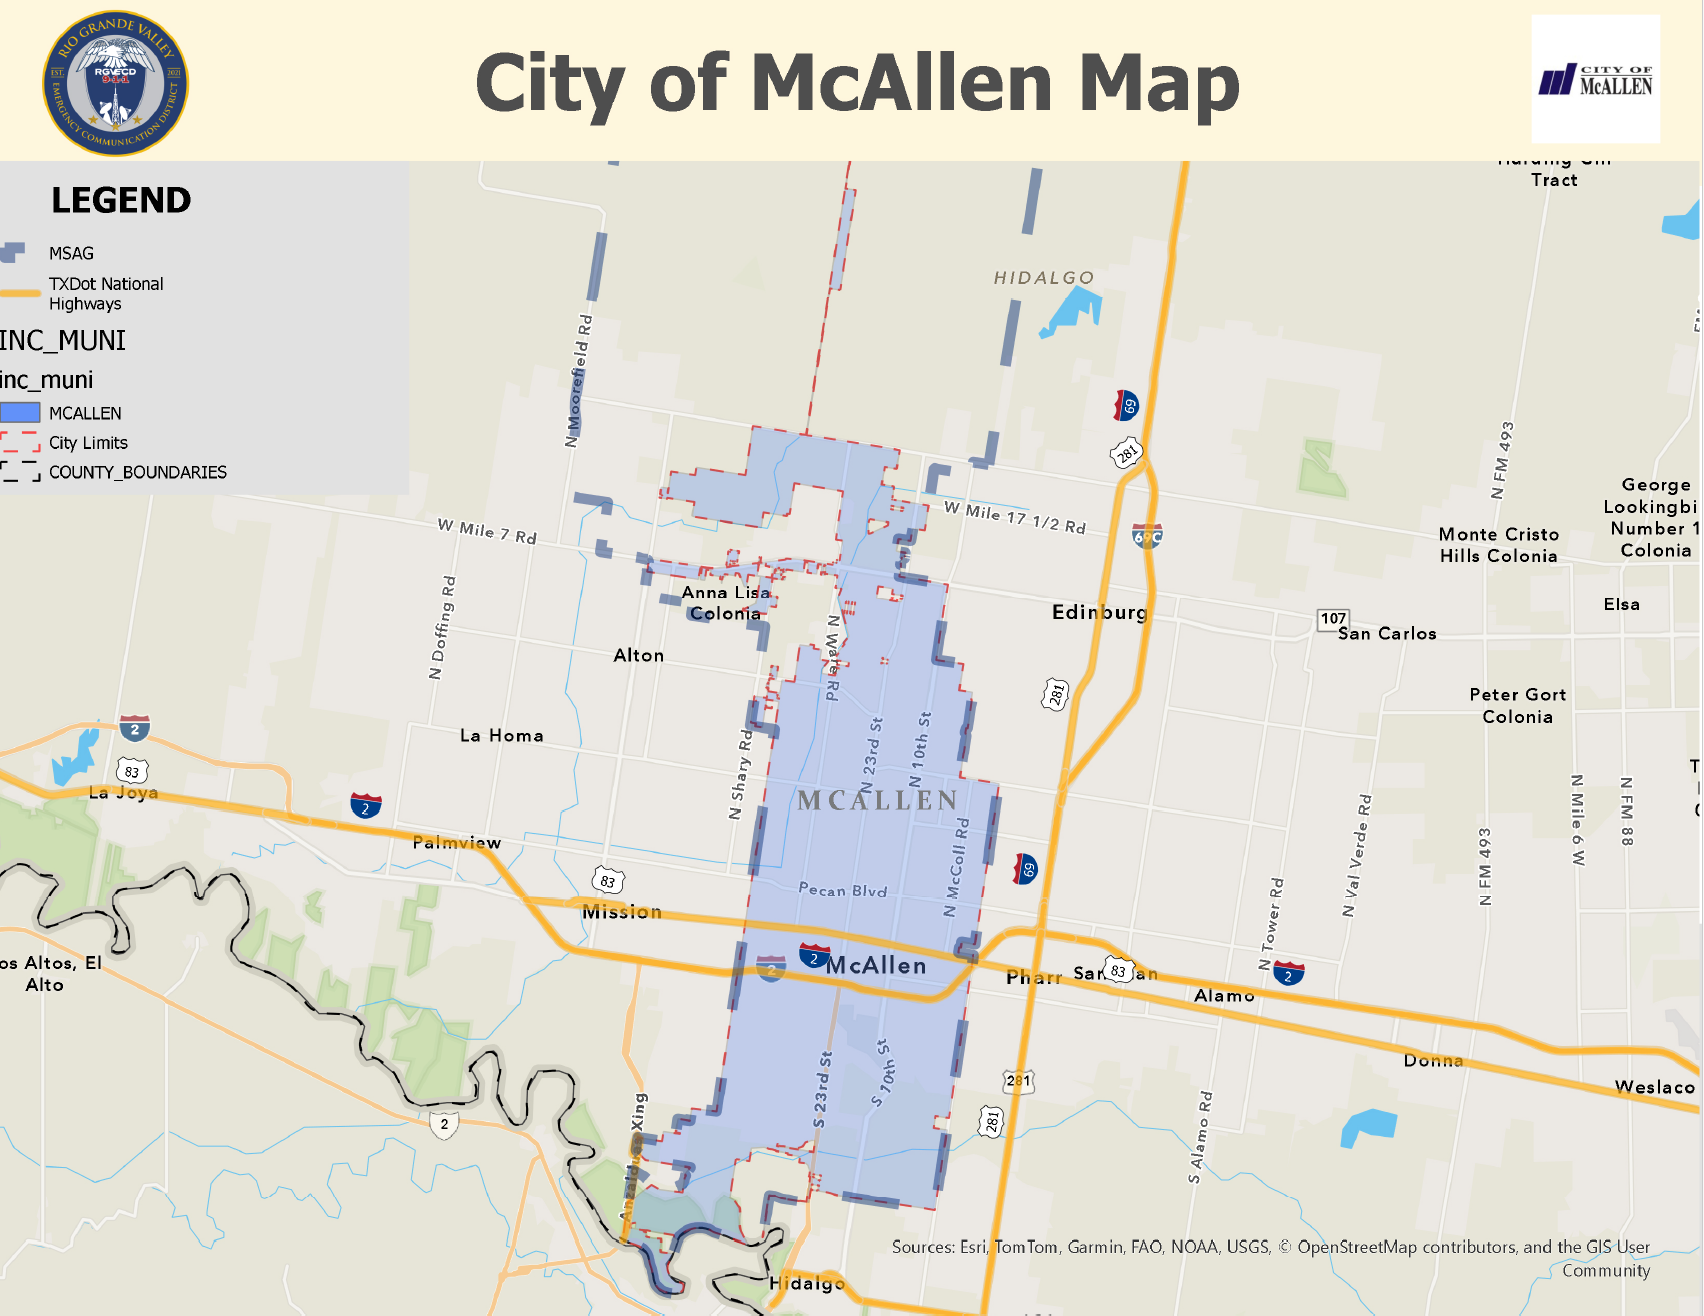 RIO GRANDE VALLEY
EST.
2021
RGVECD
9-1-1
EMERGENCY COMMUNICATION DISTRICT
City of McAllen Map
CITY OF
McALLEN
LEGEND
MSAG
TXDot National
Highways
INC_MUNI
inc_muni
MCALLEN
City Limits
COUNTY_BOUNDARIES
Tract
HIDALGO
N Moorefield Rd
69
281
N FM 493
George
Lookingbi
Number 1
Colonia
W Mile 7 Rd
W Mile 17 1/2 Rd
69C
Monte Cristo
Hills Colonia
N Doffing Rd
Anna Lisa
Colonia
N Ware Rd
Edinburg
107
San Carlos
Elsa
Alton
281
Peter Gort
Colonia
2
La Homa
N Shary Rd
N 23rd St
N 10th St
83
La Joya
2
MCALLEN
Palmview
N McColl Rd
69
N Val Verde Rd
N FM 493
N Mile 6 W
N FM 88
83
Pecan Blvd
Mission
N Tower Rd
os Altos, El
Alto
2
2
McAllen
Pharr
83
2
Alamo
Donna
Weslaco
S 23rd St
S 10th St
281
281
2
S Alamo Rd
Sources: Esri, TomTom, Garmin, FAO, NOAA, USGS, © OpenStreetMap contributors, and the GIS User
Community
Hidalgo